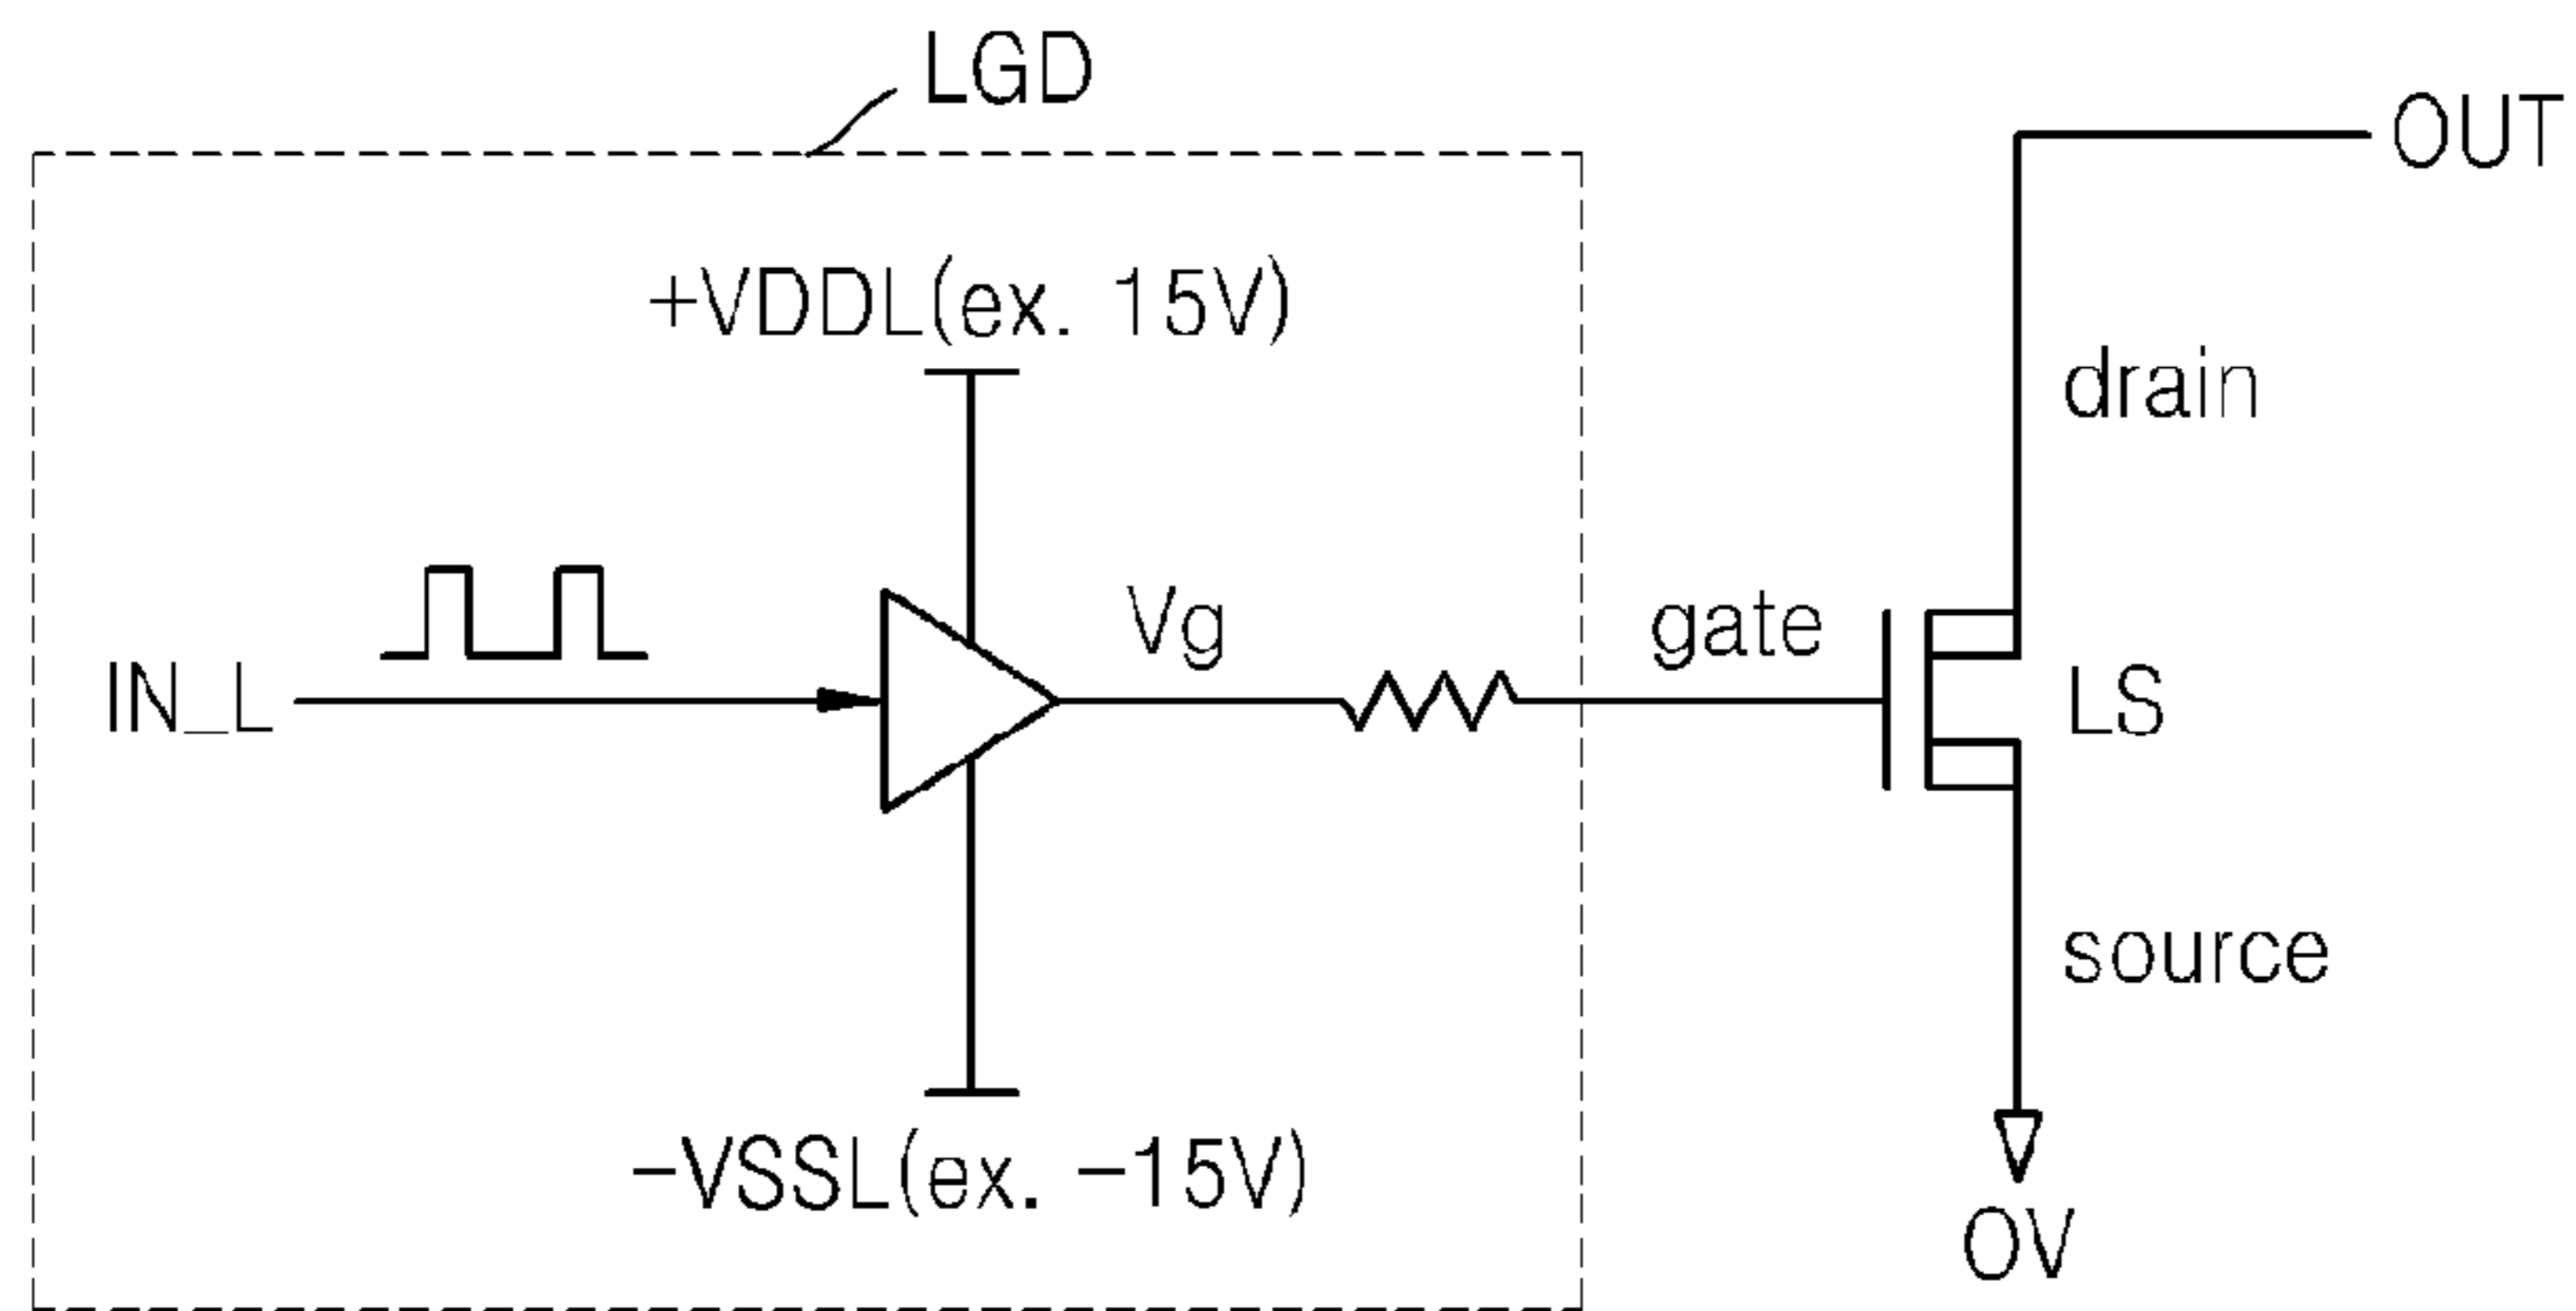 LGD
OUT
+VDDL(ex. 15V)
drain
Vg
gate
IN_L
LS
source
-VSSL(ex. -15V)
0V